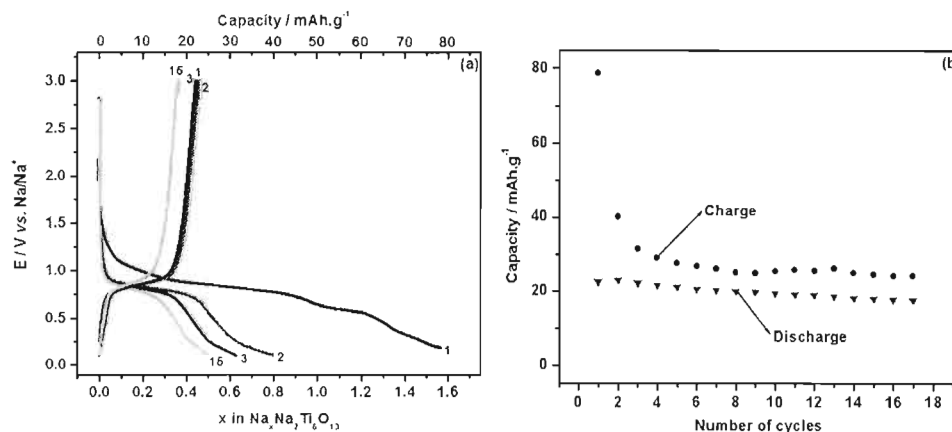 Capacity / mAh.g⁻¹
0 10 20 30 40 50 60 70 80
(a)
15 3 1 2
3.0
2.5
2.0
1.5
1.0
0.5
0.0
E / V vs. Na/Na⁺
1
2
3
15
0.0 0.2 0.4 0.6 0.8 1.0 1.2 1.4 1.6
x in NaₓNa₂Ti₆O₁₃
(b)
80
60
40
20
0
Capacity / mAh.g⁻¹
Charge
Discharge
0 2 4 6 8 10 12 14 16 18
Number of cycles